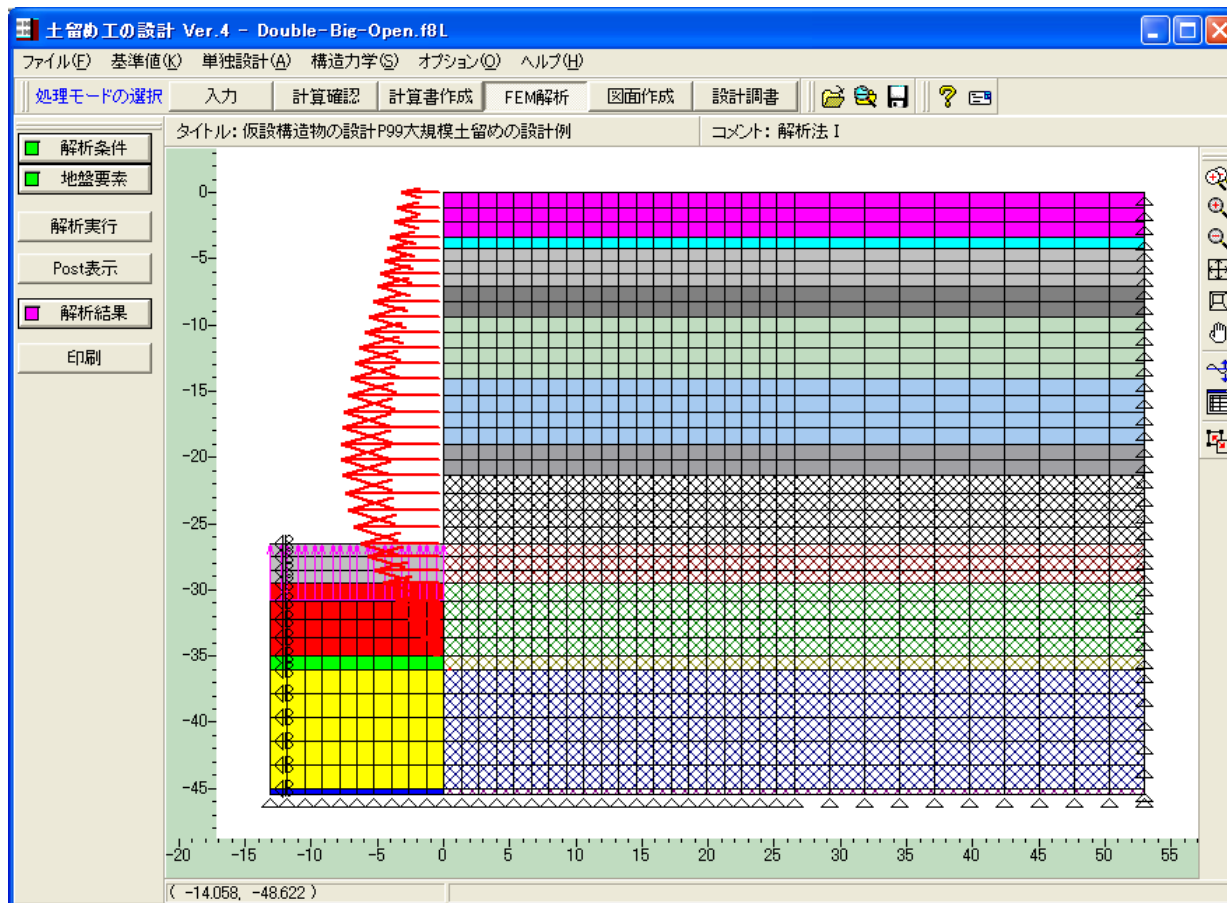 土留め工の設計 Ver.4 - Double-Big-Open.f8L
ファイル(F) 基準値(K) 単独設計(A) 構造力学(S) オプション(O) ヘルプ(H)
処理モードの選択 入力 計算確認 計算書作成 FEM解析 図面作成 設計調書
タイトル: 仮設構造物の設計P99大規模土留めの設計例 コメント: 解析法 I
解析条件
地盤要素
解析実行
Post表示
解析結果
印刷
0
-5
-10
-15
-20
-25
-30
-35
-40
-45
-20 -15 -10 -5 0 5 10 15 20 25 30 35 40 45 50 55
( -14.058, -48.622 )